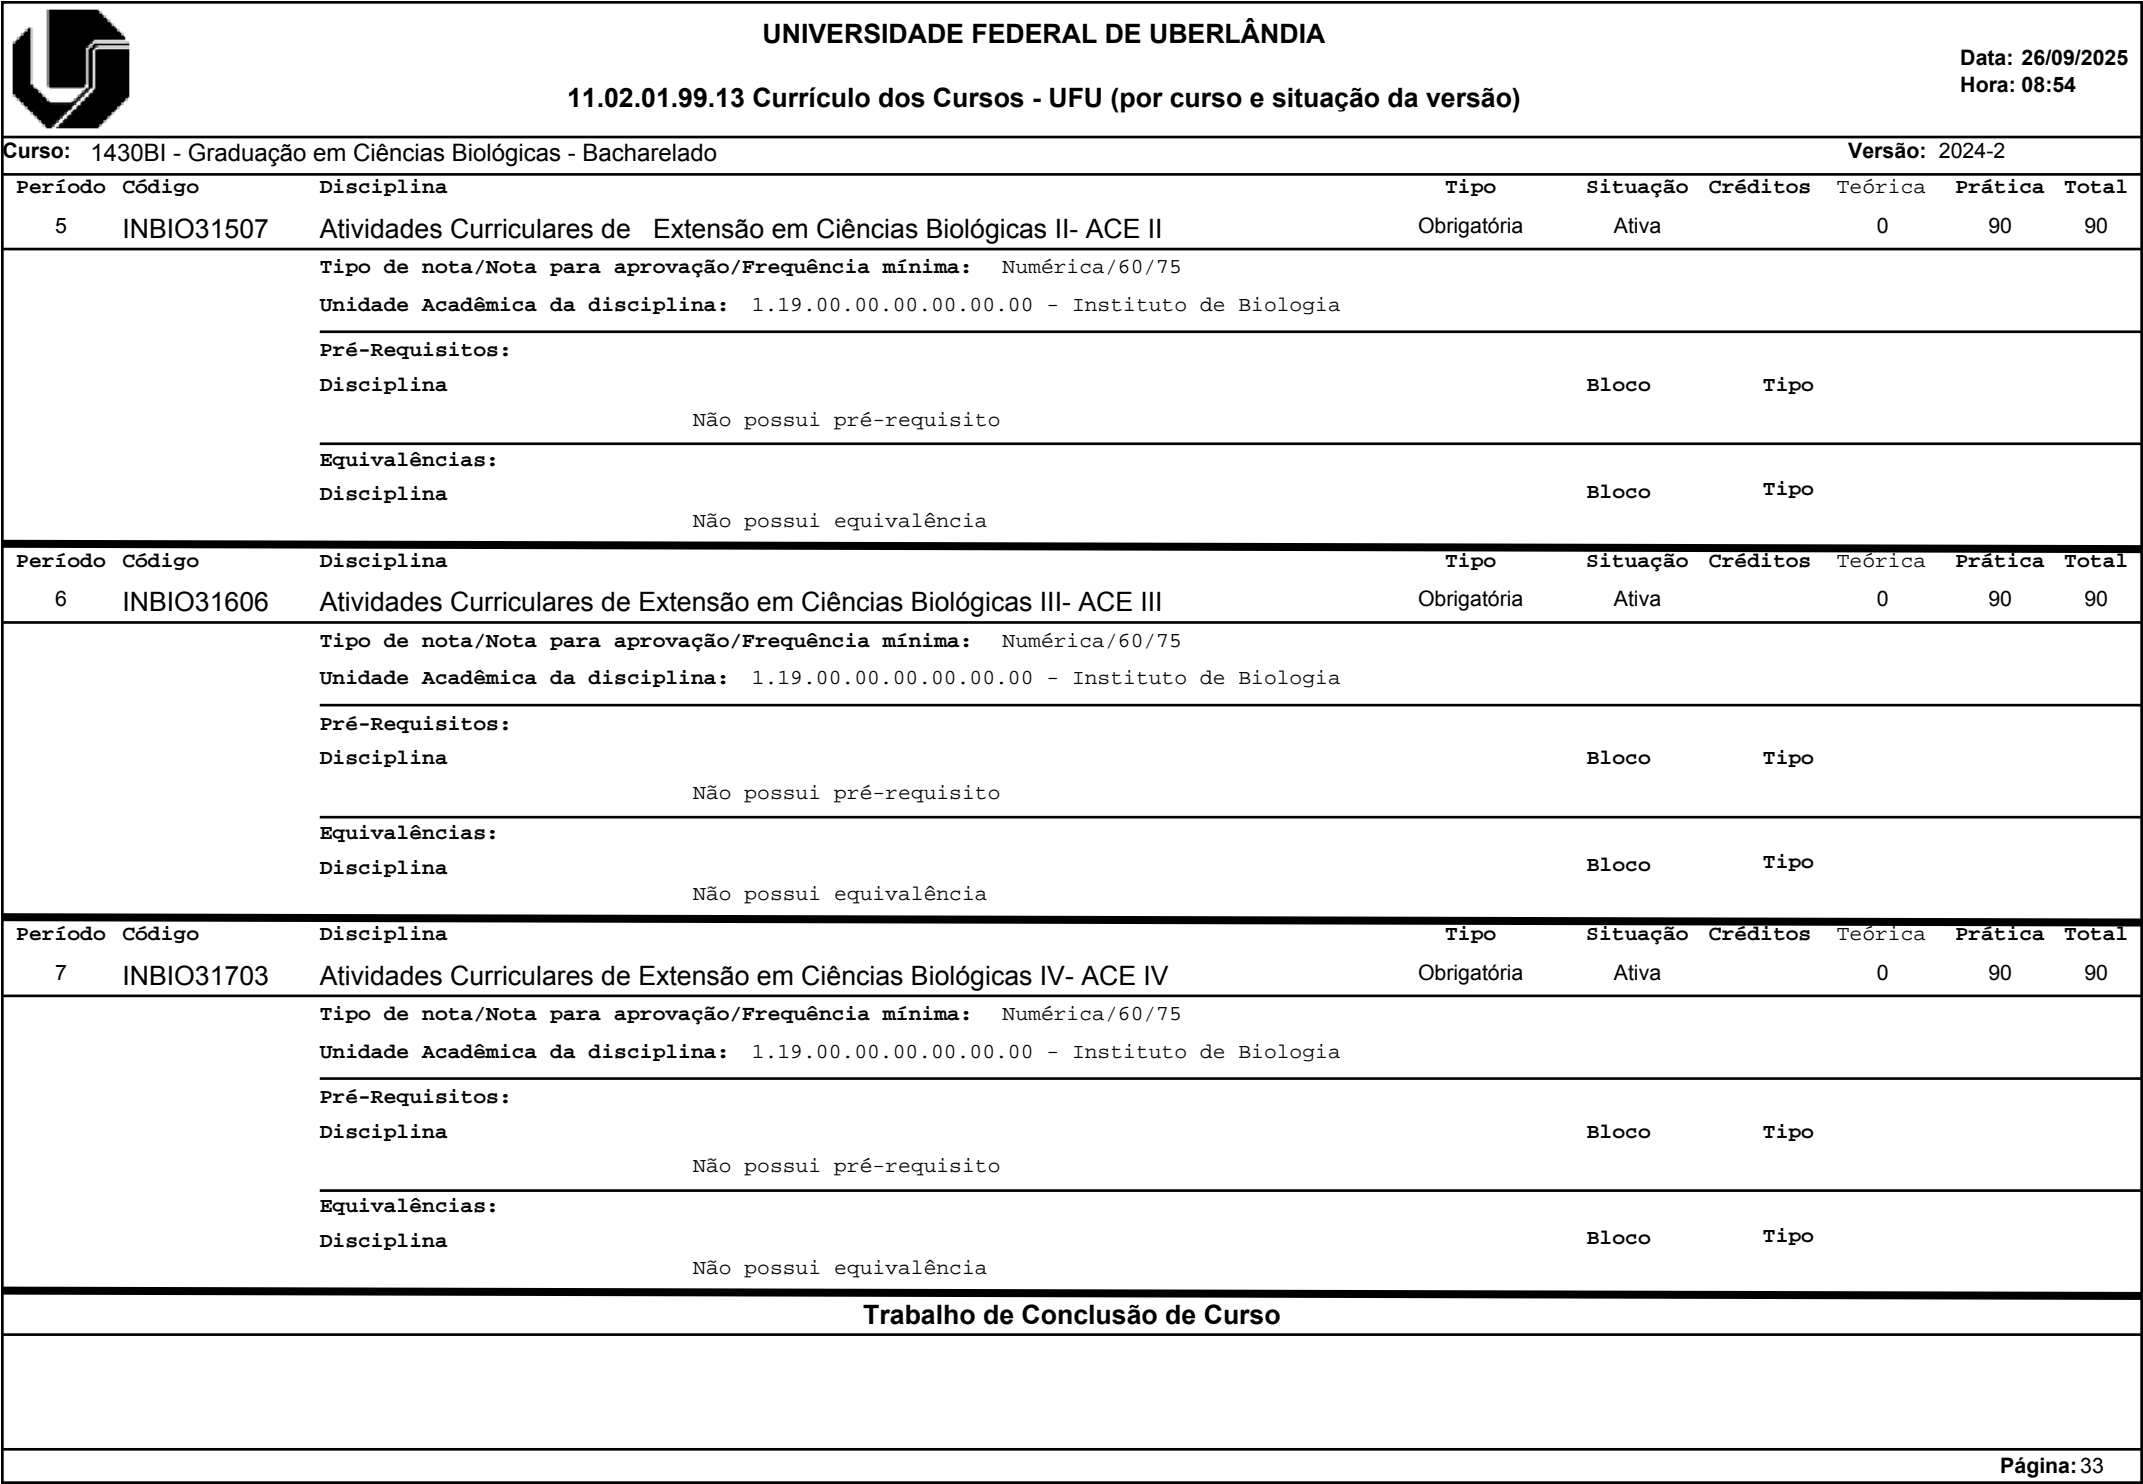 UNIVERSIDADE FEDERAL DE UBERLÂNDIA
Data: 26/09/2025
Hora: 08:54
11.02.01.99.13 Currículo dos Cursos - UFU (por curso e situação da versão)
Curso: 1430BI - Graduação em Ciências Biológicas - Bacharelado Versão: 2024-2
Período Código Disciplina Tipo Situação Créditos Teórica Prática Total
5 INBIO31507 Atividades Curriculares de Extensão em Ciências Biológicas II- ACE II Obrigatória Ativa 0 90 90
Tipo de nota/Nota para aprovação/Frequência mínima: Numérica/60/75
Unidade Acadêmica da disciplina: 1.19.00.00.00.00.00.00 - Instituto de Biologia
Pré-Requisitos:
Disciplina Bloco Tipo
Não possui pré-requisito
Equivalências:
Disciplina Bloco Tipo
Não possui equivalência
Período Código Disciplina Tipo Situação Créditos Teórica Prática Total
6 INBIO31606 Atividades Curriculares de Extensão em Ciências Biológicas III- ACE III Obrigatória Ativa 0 90 90
Tipo de nota/Nota para aprovação/Frequência mínima: Numérica/60/75
Unidade Acadêmica da disciplina: 1.19.00.00.00.00.00.00 - Instituto de Biologia
Pré-Requisitos:
Disciplina Bloco Tipo
Não possui pré-requisito
Equivalências:
Disciplina Bloco Tipo
Não possui equivalência
Período Código Disciplina Tipo Situação Créditos Teórica Prática Total
7 INBIO31703 Atividades Curriculares de Extensão em Ciências Biológicas IV- ACE IV Obrigatória Ativa 0 90 90
Tipo de nota/Nota para aprovação/Frequência mínima: Numérica/60/75
Unidade Acadêmica da disciplina: 1.19.00.00.00.00.00.00 - Instituto de Biologia
Pré-Requisitos:
Disciplina Bloco Tipo
Não possui pré-requisito
Equivalências:
Disciplina Bloco Tipo
Não possui equivalência
Trabalho de Conclusão de Curso
Página: 33